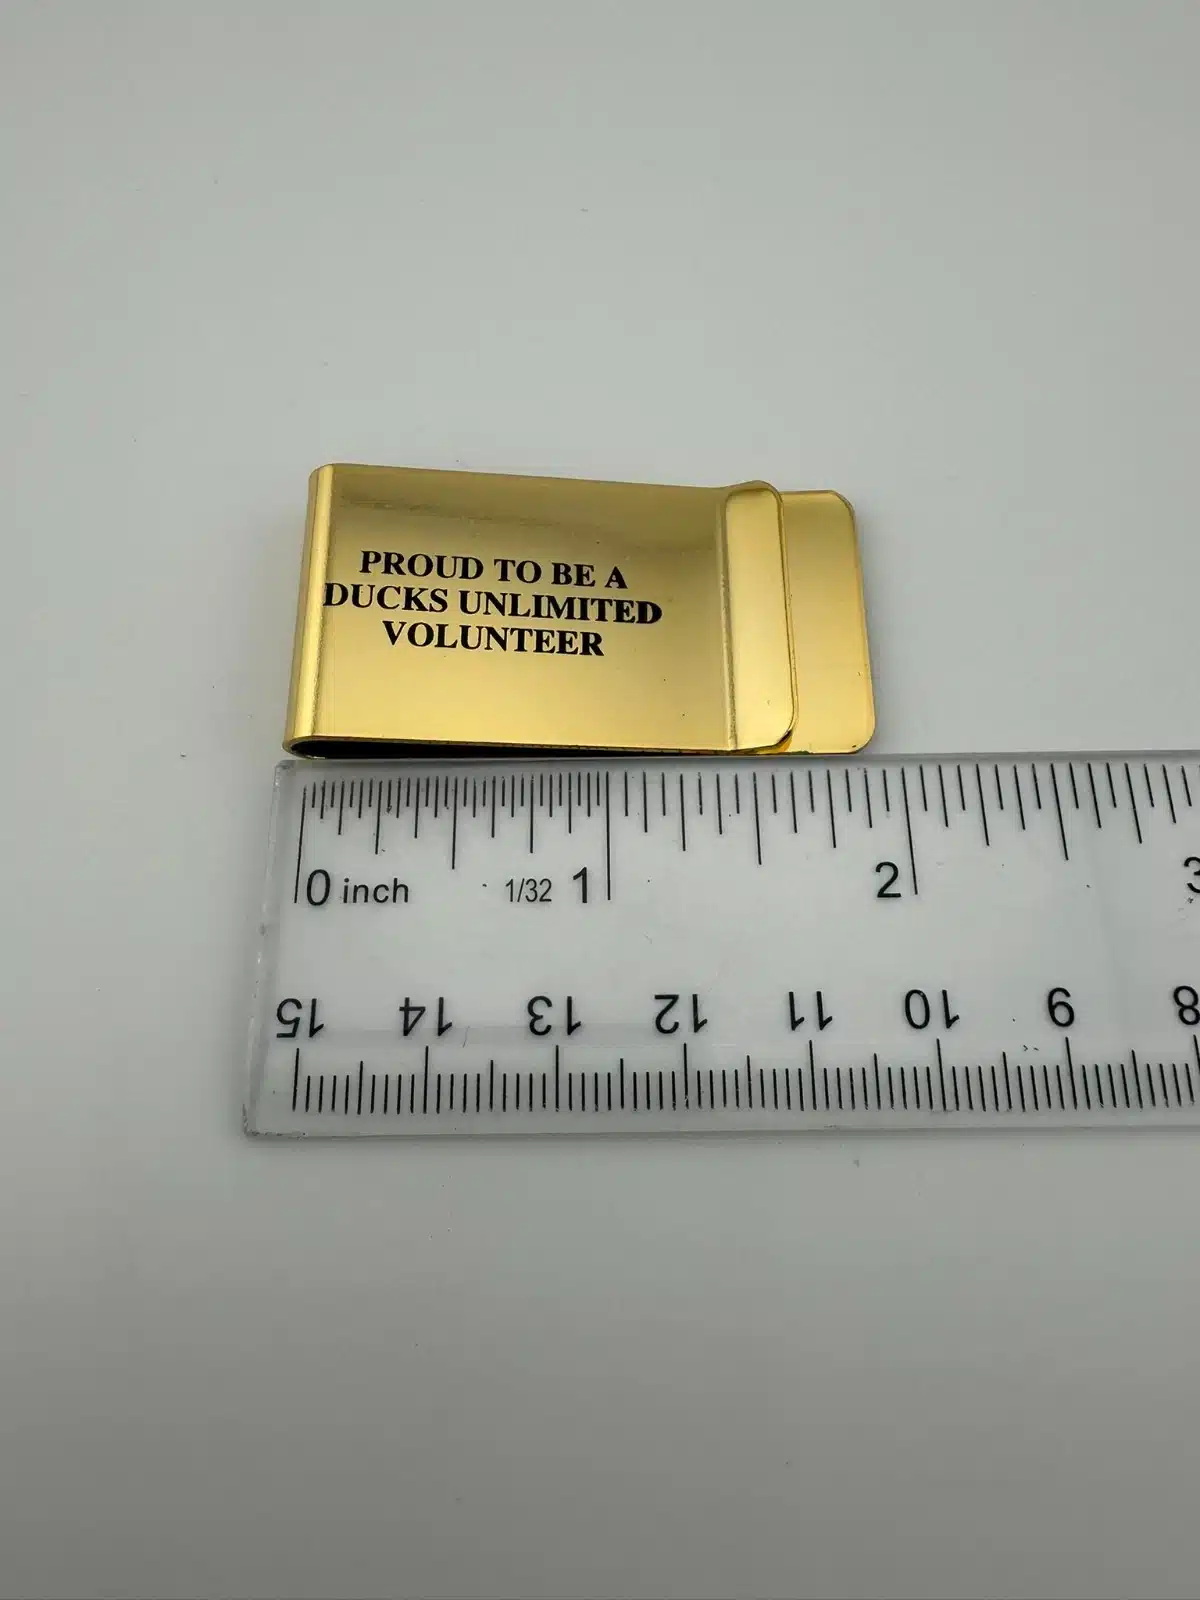 PROUD TO BE A
DUCKS UNLIMITED
VOLUNTEER
0 inch 1/32 1 2 3
15 14 13 12 11 10 9 8